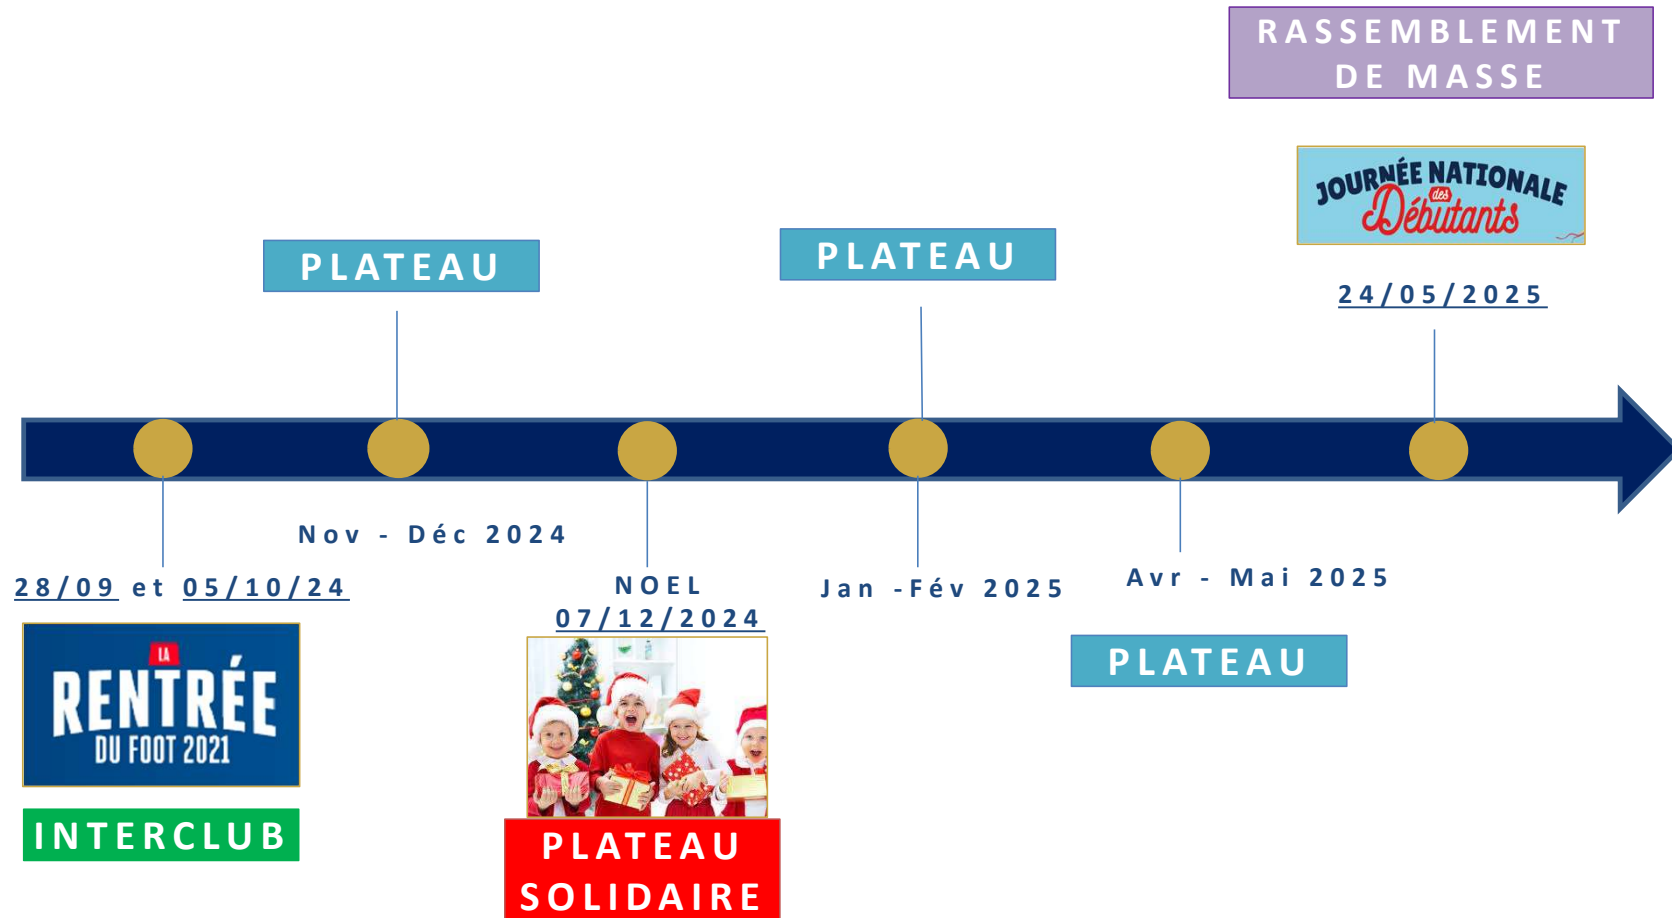 RASSEMBLEMENT
DE MASSE
JOURNÉE NATIONALE
des
Débutants
24/05/2025
PLATEAU
PLATEAU
Nov - Déc 2024
28/09 et 05/10/24
NOEL
07/12/2024
Jan -Fév 2025
Avr - Mai 2025
LA
RENTRÉE
DU FOOT 2021
PLATEAU
INTERCLUB
PLATEAU
SOLIDAIRE